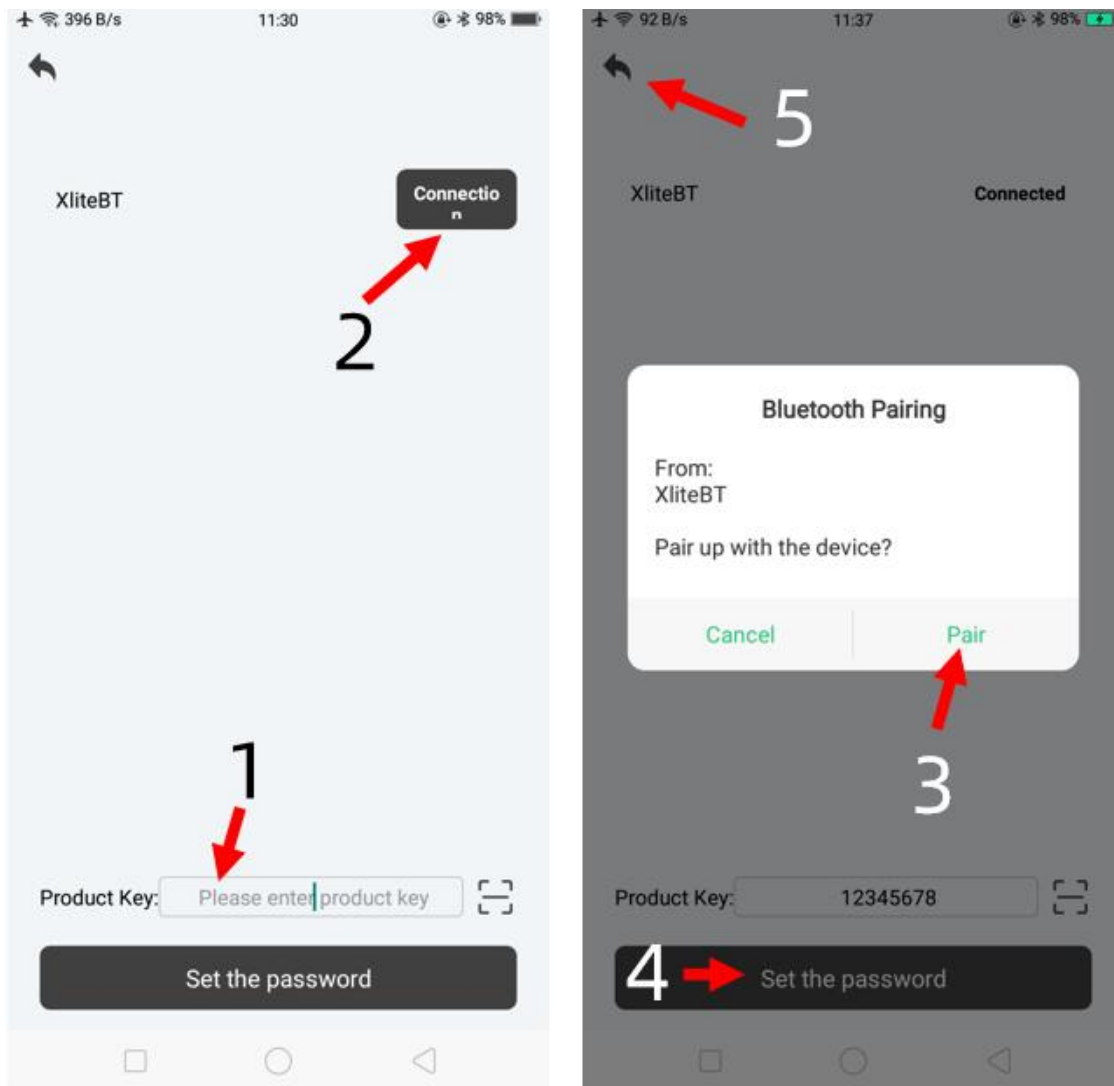 396 B/s 11:30 98%
XliteBT
Connectio
n
2
1
Product Key: Please enter product key
Set the password
92 B/s 11:37 98%
5
XliteBT Connected
Bluetooth Pairing
From:
XliteBT
Pair up with the device?
Cancel Pair
3
Product Key: 12345678
4 Set the password